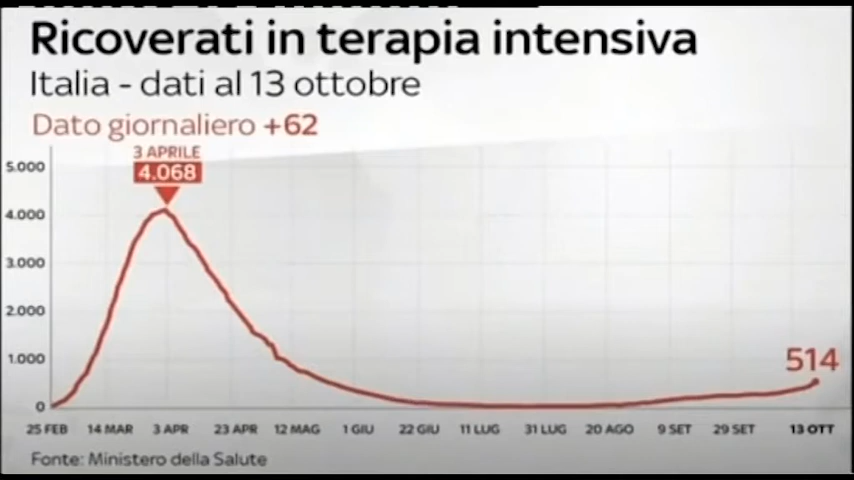 Ricoverati in terapia intensiva
Italia - dati al 13 ottobre
Dato giornaliero +62
3 APRILE
4.068
5.000
4.000
3.000
2.000
1.000
0
514
25 FEB 14 MAR 3 APR 23 APR 12 MAG 1 GIU 22 GIU 11 LUG 31 LUG 20 AGO 9 SET 29 SET 13 OTT
Fonte: Ministero della Salute